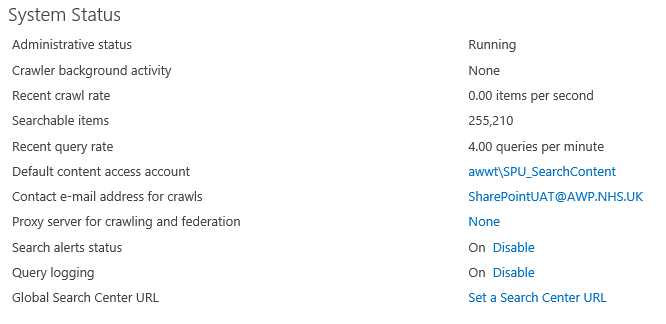 System Status
Administrative status Running
Crawler background activity None
Recent crawl rate 0.00 items per second
Searchable items 255,210
Recent query rate 4.00 queries per minute
Default content access account awwt\SPU_SearchContent
Contact e-mail address for crawls SharePointUAT@AWP.NHS.UK
Proxy server for crawling and federation None
Search alerts status On Disable
Query logging On Disable
Global Search Center URL Set a Search Center URL